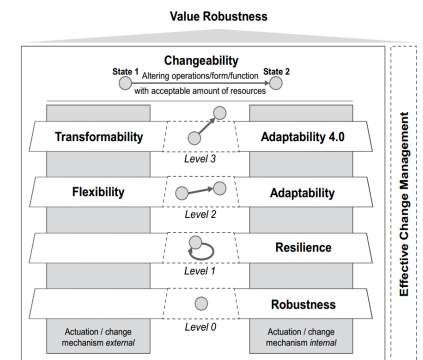 Value Robustness
Changeability
State 1
Altering operations/form/function
State 2
with acceptable amount of resources
Transformability
Adaptability 4.0
Level 3
Flexibility
Adaptability
Level 2
Resilience
Level 1
Robustness
Level 0
Actuation / change
mechanism external
Actuation / change
mechanism internal
Effective Change Management